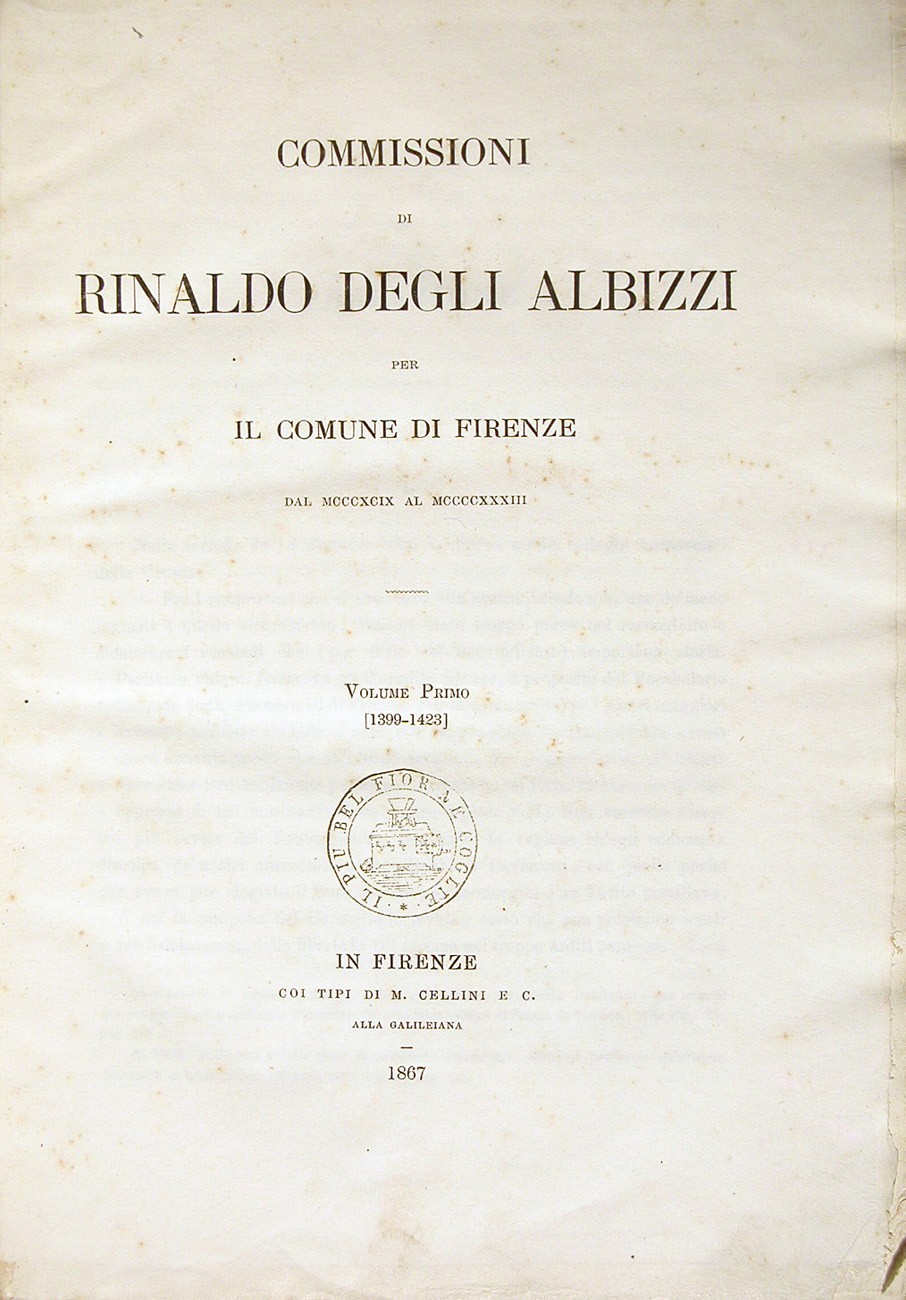 COMMISSIONI
DI
RINALDO DEGLI ALBIZZI
PER
IL COMUNE DI FIRENZE
DAL MCCCXCIX AL MCCCCXXXIII
VOLUME PRIMO
[1399-1423]
IL PIU BEL FIOR NE COGLIE
IN FIRENZE
COI TIPI DI M. CELLINI E C.
ALLA GALILEIANA
1867